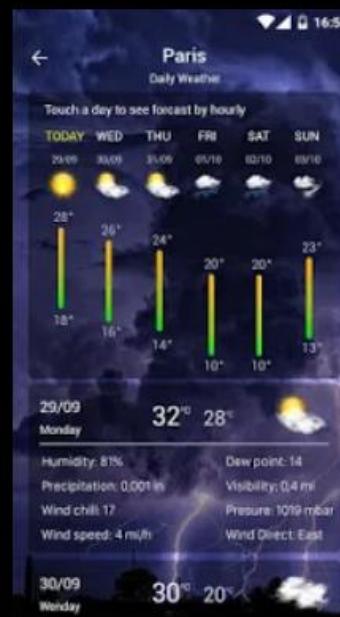 16:5
Paris
Daily Weather
Touch a day to see forcast by hourly
TODAY WED THU FRI SAT SUN
29/09 30/09 31/09 01/10 02/10 03/10
28° 26° 24° 20° 20° 23°
18° 16° 14° 10° 10° 13°
29/09 32°c 28°c
Monday
Humidity: 81% Dew point: 14
Precipitation: 0,001 in Visibility: 0,4 mi
Wind chill: 17 Presure: 1019 mbar
Wind speed: 4 mi/h Wind Direct: East
30/09 30° 20°
Wenday